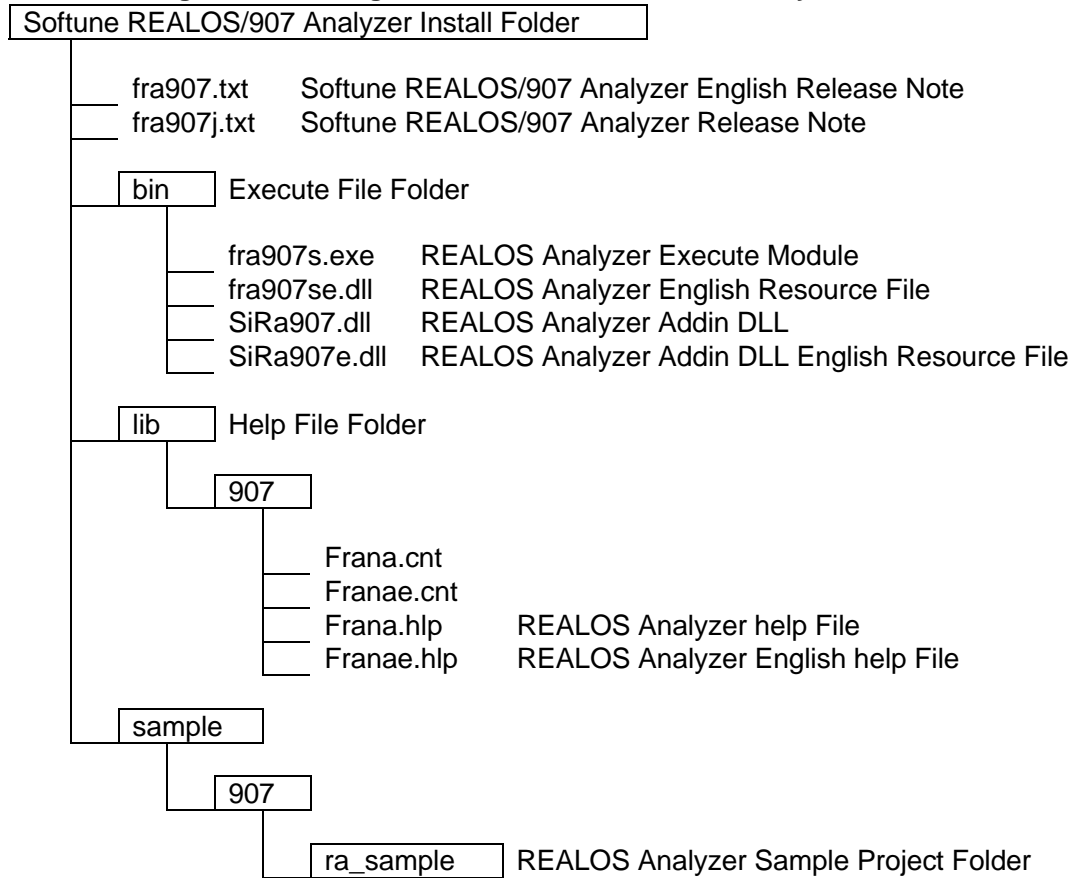 Softune REALOS/907 Analyzer Install Folder
fra907.txt Softune REALOS/907 Analyzer English Release Note
fra907j.txt Softune REALOS/907 Analyzer Release Note
bin Execute File Folder
fra907s.exe REALOS Analyzer Execute Module
fra907se.dll REALOS Analyzer English Resource File
SiRa907.dll REALOS Analyzer Addin DLL
SiRa907e.dll REALOS Analyzer Addin DLL English Resource File
lib Help File Folder
907
Frana.cnt
Franae.cnt
Frana.hlp REALOS Analyzer help File
Franae.hlp REALOS Analyzer English help File
sample
907
ra_sample REALOS Analyzer Sample Project Folder